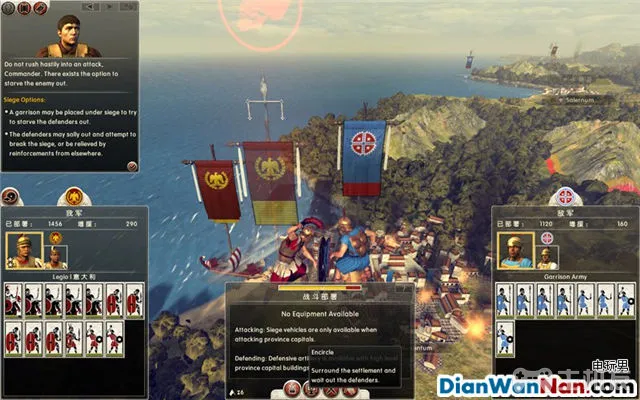 Do not rush hastily into an attack,
Commander. There exists the option to
starve the enemy out.
Siege Options:
• A garrison may be placed under siege to try
to starve the defenders out.
• The defenders may sally out and attempt to
break the siege, or be relieved by
reinforcements from elsewhere.
Salernum
我军
已部署: 1456 增援: 290
Legio I 意大利
敌军
已部署: 1120 增援: 160
Garrison Army
战斗部署
No Equipment Available
Attacking: Siege vehicles are only available when
attacking province capitals.
Defending: Defensive
province capital buildings
Encircle
Surround the settlement and
wait out the defenders.
电玩男
DianWanNan.com